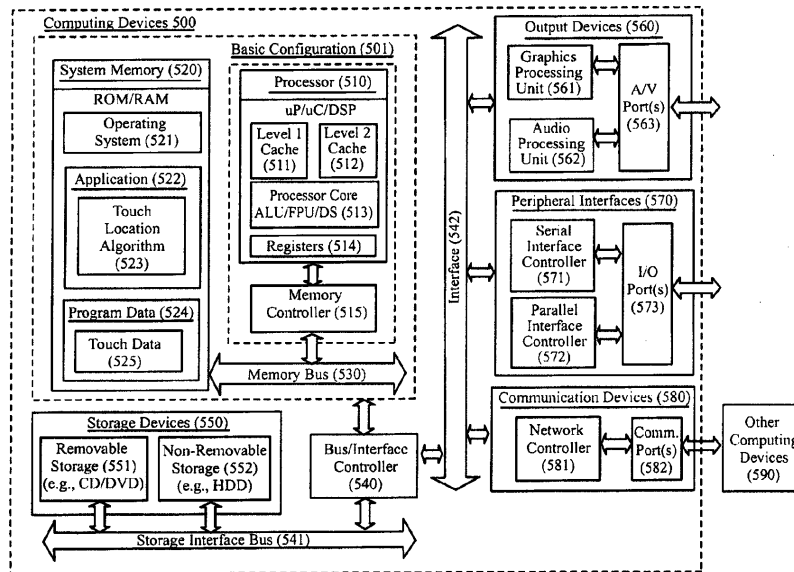 Computing Devices 500
Basic Configuration (501)
System Memory (520)
ROM/RAM
Operating
System (521)
Application (522)
Touch
Location
Algorithm
(523)
Program Data (524)
Touch Data
(525)
Processor (510)
uP/uC/DSP
Level 1
Cache
(511)
Level 2
Cache
(512)
Processor Core
ALU/FPU/DS (513)
Registers (514)
Memory
Controller (515)
Memory Bus (530)
Storage Devices (550)
Removable
Storage (551)
(e.g., CD/DVD)
Non-Removable
Storage (552)
(e.g., HDD)
Bus/Interface
Controller
(540)
Storage Interface Bus (541)
Interface (542)
Output Devices (560)
Graphics
Processing
Unit (561)
Audio
Processing
Unit (562)
A/V
Port(s)
(563)
Peripheral Interfaces (570)
Serial
Interface
Controller
(571)
Parallel
Interface
Controller
(572)
I/O
Port(s)
(573)
Communication Devices (580)
Network
Controller
(581)
Comm.
Port(s)
(582)
Other
Computing
Devices
(590)